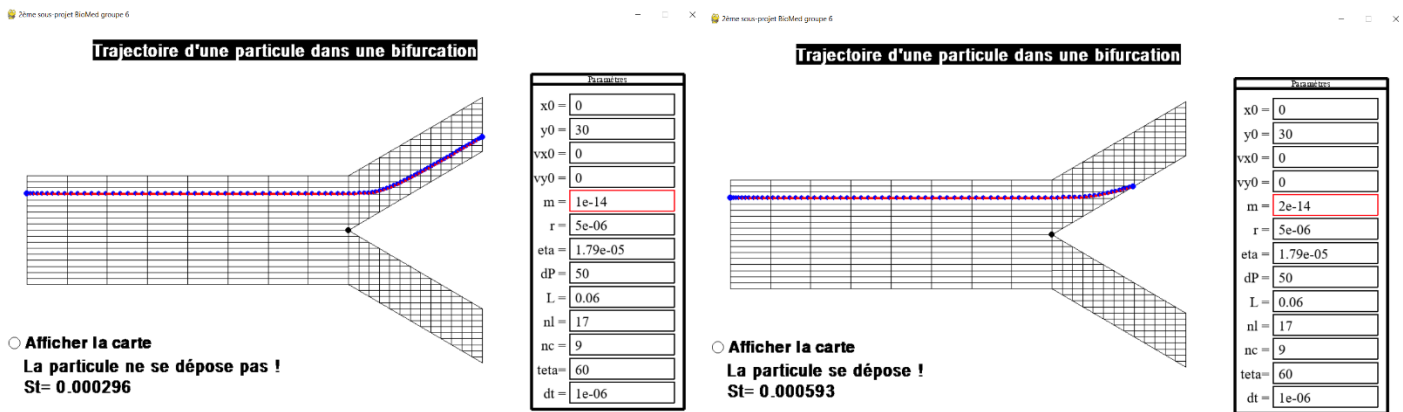 2ème sous-projet BioMed groupe 6
Trajectoire d'une particule dans une bifurcation
Paramètres
x0 = 0
y0 = 30
vx0 = 0
vy0 = 0
m = 1e-14
r = 5e-06
eta = 1.79e-05
dP = 50
L = 0.06
nl = 17
nc = 9
teta= 60
dt = 1e-06
Afficher la carte
La particule ne se dépose pas !
St= 0.000296
2ème sous-projet BioMed groupe 6
Trajectoire d'une particule dans une bifurcation
Paramètres
x0 = 0
y0 = 30
vx0 = 0
vy0 = 0
m = 2e-14
r = 5e-06
eta = 1.79e-05
dP = 50
L = 0.06
nl = 17
nc = 9
teta= 60
dt = 1e-06
Afficher la carte
La particule se dépose !
St= 0.000593